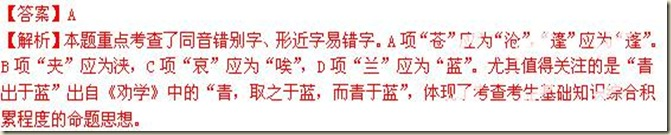 【答案】A
【解析】本题重点考查了同音错别字、形近字易错字。A项“苍”应为“沧”，“篷”应为“蓬”。
B项“夹”应为浃，C项“哀”应为“唉”，D项“兰”应为“蓝”。尤其值得关注的是“青
出于蓝”出自《劝学》中的“青，取之于蓝，而青于蓝”，体现了考查考生基础知识综合积
累程度的命题思想。